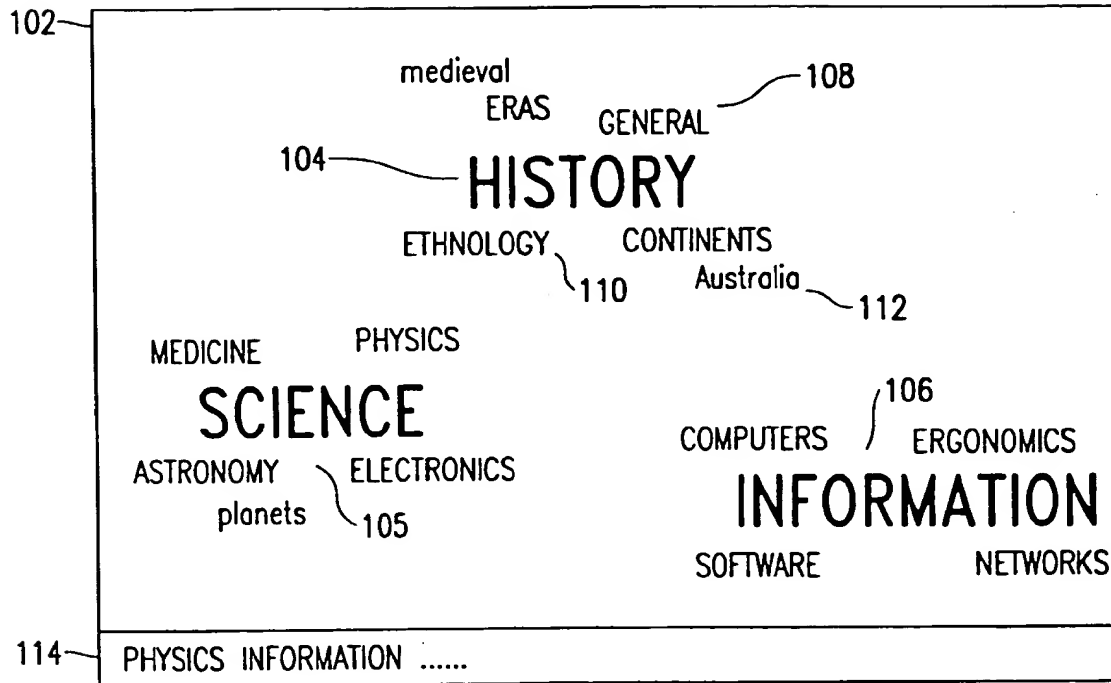 102
medieval
ERAS
GENERAL
108
104
HISTORY
ETHNOLOGY
CONTINENTS
110
Australia
112
MEDICINE
PHYSICS
SCIENCE
106
COMPUTERS
ERGONOMICS
ASTRONOMY
ELECTRONICS
INFORMATION
planets
105
SOFTWARE
NETWORKS
114
PHYSICS INFORMATION ......